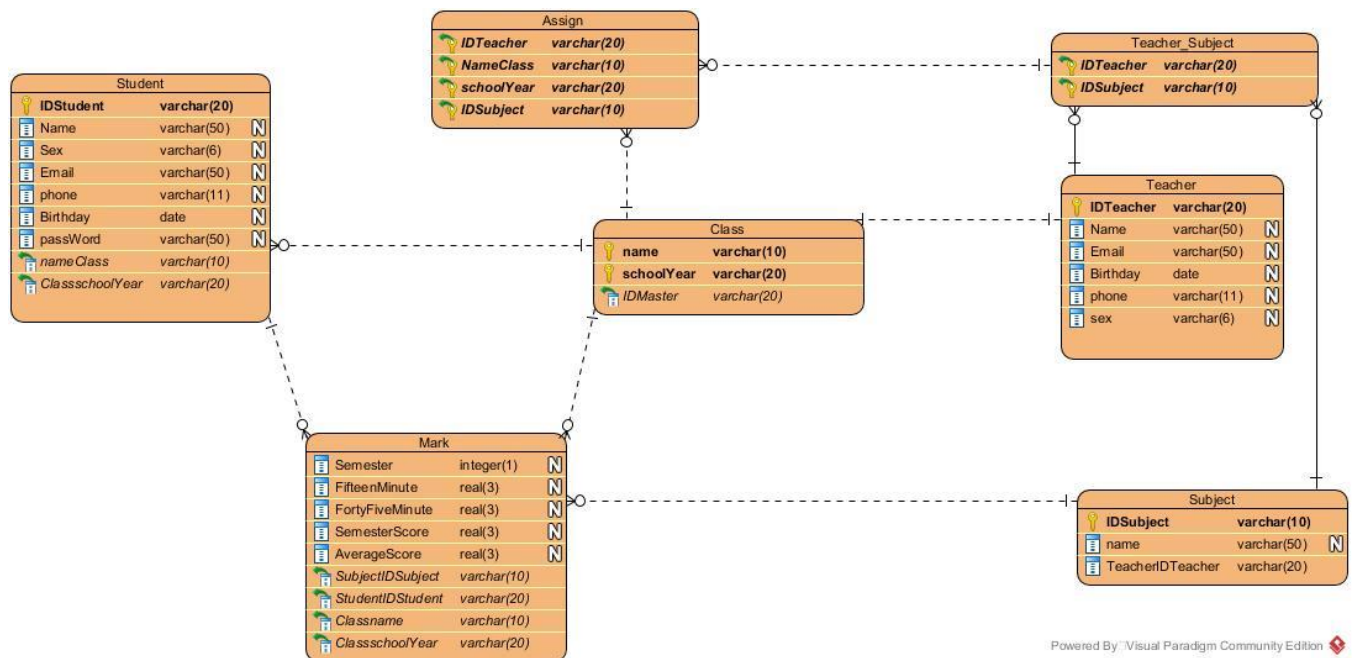 Assign
IDTeacher varchar(20)
NameClass varchar(10)
schoolYear varchar(20)
IDSubject varchar(10)
Teacher_Subject
IDTeacher varchar(20)
IDSubject varchar(10)
Student
IDStudent varchar(20)
Name varchar(50) N
Sex varchar(6) N
Email varchar(50) N
phone varchar(11) N
Birthday date N
passWord varchar(50) N
nameClass varchar(10)
ClassschoolYear varchar(20)
Class
name varchar(10)
schoolYear varchar(20)
IDMaster varchar(20)
Teacher
IDTeacher varchar(20)
Name varchar(50) N
Email varchar(50) N
Birthday date N
phone varchar(11) N
sex varchar(6) N
Mark
Semester integer(1) N
FifteenMinute real(3) N
FortyFiveMinute real(3) N
SemesterScore real(3) N
AverageScore real(3) N
SubjectIDSubject varchar(10)
StudentIDStudent varchar(20)
Classname varchar(10)
ClassschoolYear varchar(20)
Subject
IDSubject varchar(10)
name varchar(50) N
TeacherIDTeacher varchar(20)
Powered By Visual Paradigm Community Edition